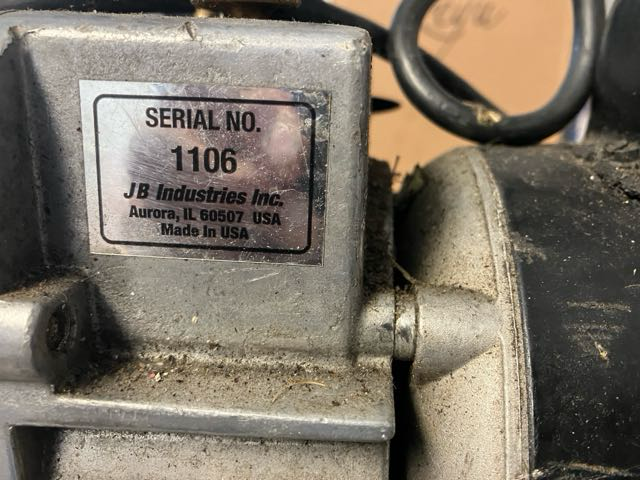 SERIAL NO.
1106
JB Industries Inc.
Aurora, IL 60507 USA
Made In USA